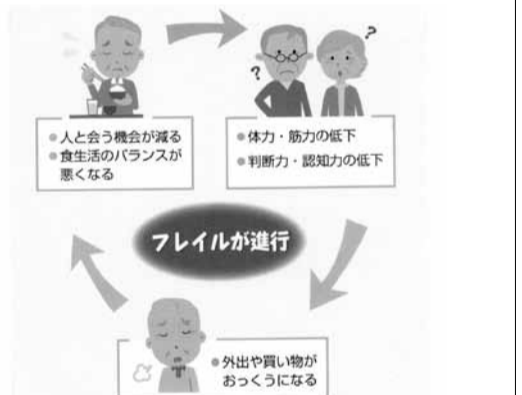 ?
?
● 人と会う機会が減る
● 食生活のバランスが
悪くなる
● 体力・筋力の低下
● 判断力・認知力の低下
フレイルが進行
● 外出や買い物が
おっくうになる